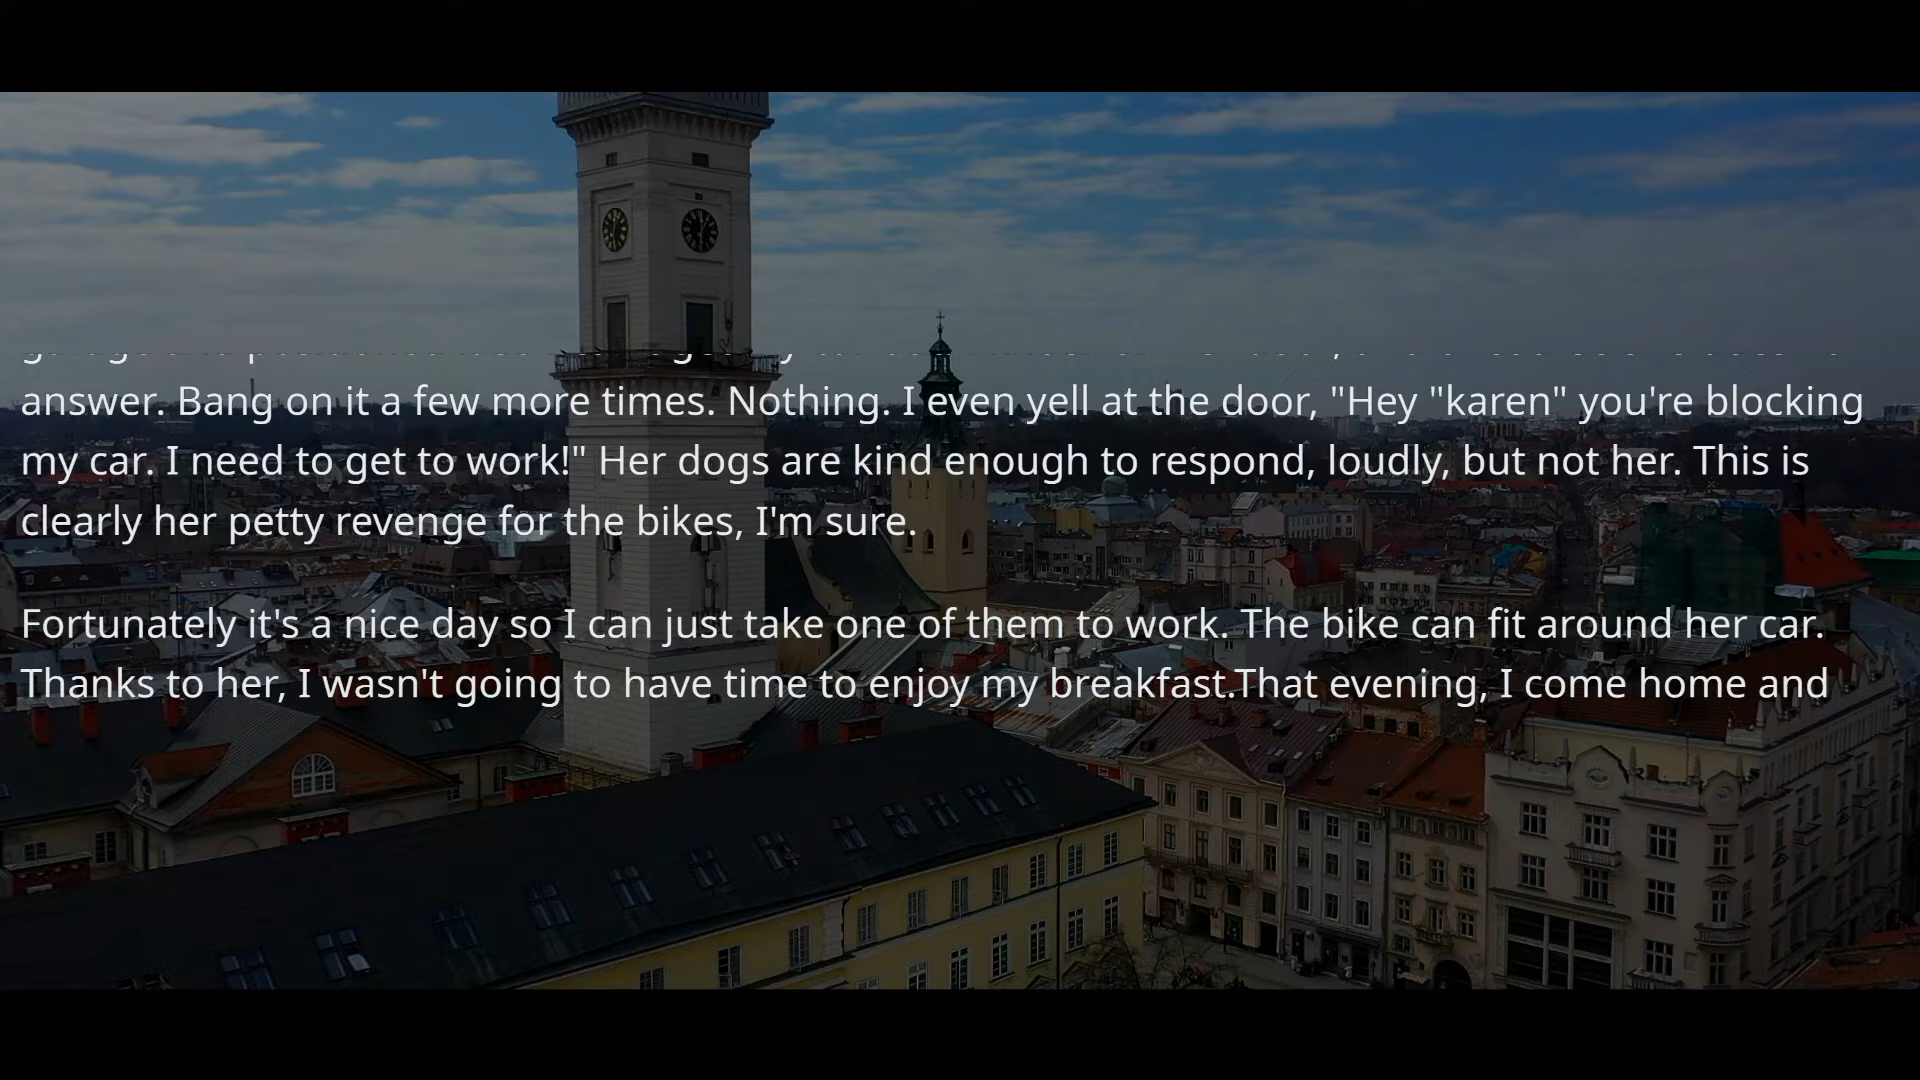 answer. Bang on it a few more times. Nothing. I even yell at the door, "Hey "karen" you're blocking
my car. I need to get to work!" Her dogs are kind enough to respond, loudly, but not her. This is
clearly her petty revenge for the bikes, I'm sure.
Fortunately it's a nice day so I can just take one of them to work. The bike can fit around her car.
Thanks to her, I wasn't going to have time to enjoy my breakfast.That evening, I come home and